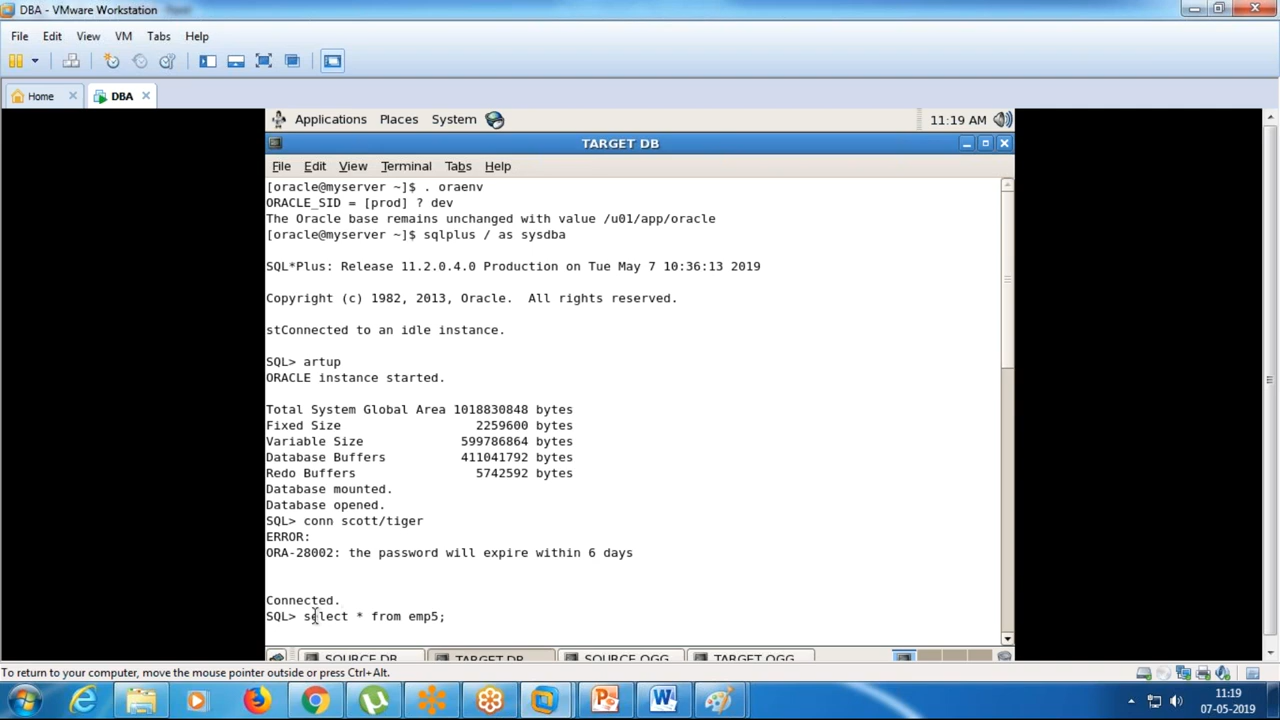 DBA - VMware Workstation
File Edit View VM Tabs Help
Home DBA
Applications Places System 11:19 AM
TARGET DB
File Edit View Terminal Tabs Help
[oracle@myserver ~]$ . oraenv
ORACLE_SID = [prod] ? dev
The Oracle base remains unchanged with value /u01/app/oracle
[oracle@myserver ~]$ sqlplus / as sysdba
SQL*Plus: Release 11.2.0.4.0 Production on Tue May 7 10:36:13 2019
Copyright (c) 1982, 2013, Oracle.  All rights reserved.
stConnected to an idle instance.
SQL> artup
ORACLE instance started.
Total System Global Area 1018830848 bytes
Fixed Size 2259600 bytes
Variable Size 599786864 bytes
Database Buffers 411041792 bytes
Redo Buffers 5742592 bytes
Database mounted.
Database opened.
SQL> conn scott/tiger
ERROR:
ORA-28002: the password will expire within 6 days
Connected.
SQL> select * from emp5;
SOURCE DB TARGET DB SOURCE OGG TARGET OGG
To return to your computer, move the mouse pointer outside or press Ctrl+Alt.
11:19
07-05-2019